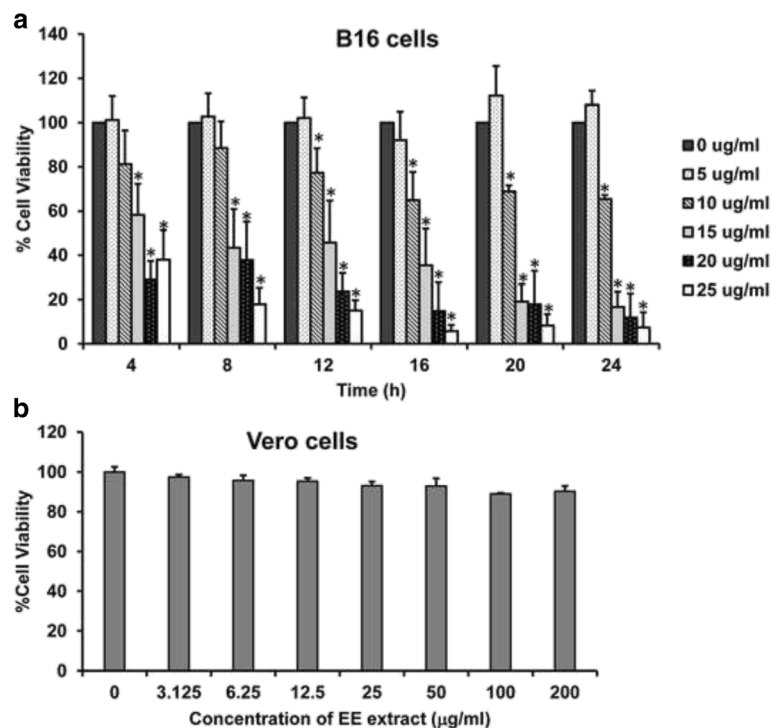 a
B16 cells
140
120
100
80
60
40
20
0
% Cell Viability
* * *
* * *
* * * *
* * * *
* * * *
* * * *
4 8 12 16 20 24
Time (h)
0 ug/ml
5 ug/ml
10 ug/ml
15 ug/ml
20 ug/ml
25 ug/ml
b
Vero cells
120
100
80
60
40
20
0
%Cell Viability
0 3.125 6.25 12.5 25 50 100 200
Concentration of EE extract (μg/ml)